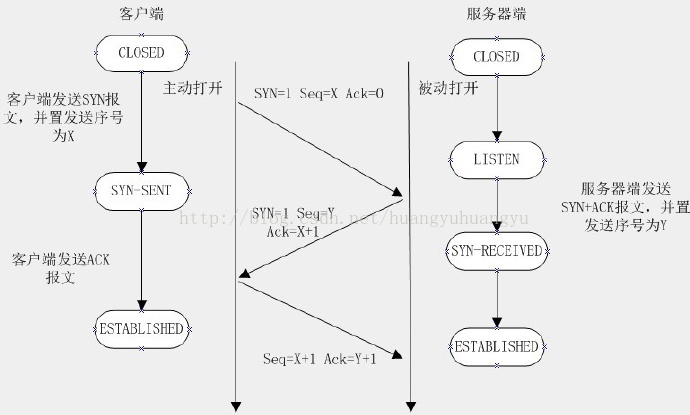 客户端
服务器端
CLOSED
CLOSED
主动打开
被动打开
SYN=1 Seq=X Ack=0
客户端发送SYN报
文，并置发送序号
为X
LISTEN
SYN-SENT
服务器端发送
SYN+ACK报文，并置
发送序号为Y
http://blog.csdn.net/huangyuhuangyu
SYN=1 Seq=Y
Ack=X+1
SYN-RECEIVED
客户端发送ACK
报文
ESTABLISHED
ESTABLISHED
Seq=X+1 Ack=Y+1